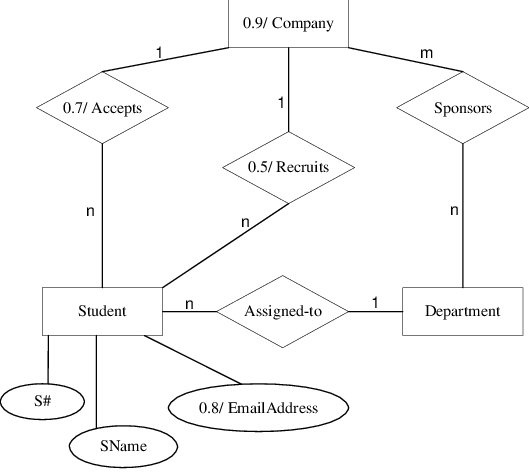 0.9/ Company
1
m
0.7/ Accepts
1
Sponsors
0.5/ Recruits
n
n
n
Student
n
Assigned-to
1
Department
S#
0.8/ EmailAddress
SName